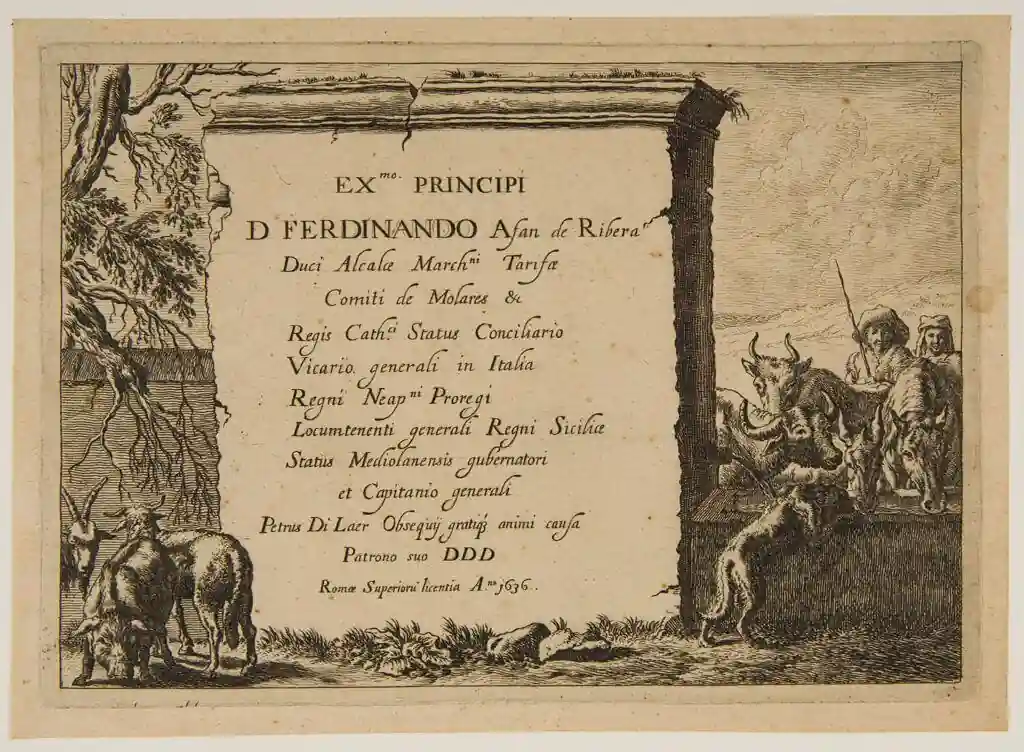 EX^mo. PRINCIPI
D FERDINANDO Afan de Ribera
Duci Alcalæ March^ni Tarifæ
Comiti de Molares &
Regis Cath^ci Status Conciliario
Vicario generali in Italia
Regni Neap^ni Proregi
Locumtenenti generali Regni Siciliæ
Status Mediolanensis gubernatori
et Capitanio generali
Petrus Di Laer Obsequij gratiq₃ animi causa
Patrono suo DDD
Romæ Superiorū licentia A.^no 1636.